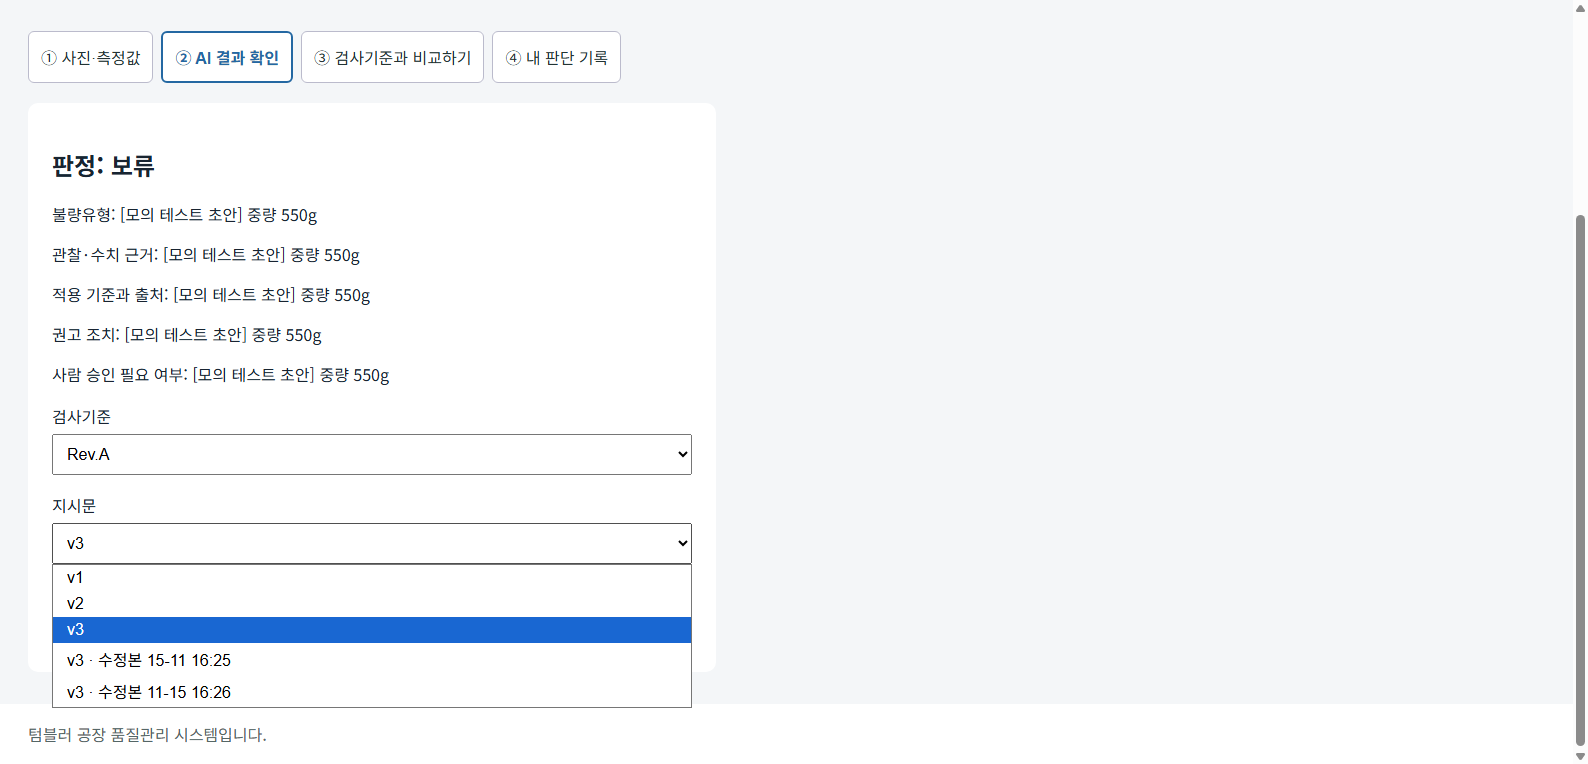 ① 사진·측정값
② AI 결과 확인
③ 검사기준과 비교하기
④ 내 판단 기록
판정: 보류
불량유형: [모의 테스트 초안] 중량 550g
관찰·수치 근거: [모의 테스트 초안] 중량 550g
적용 기준과 출처: [모의 테스트 초안] 중량 550g
권고 조치: [모의 테스트 초안] 중량 550g
사람 승인 필요 여부: [모의 테스트 초안] 중량 550g
검사기준
Rev.A
지시문
v3
v1
v2
v3
v3 · 수정본 15-11 16:25
v3 · 수정본 11-15 16:26
텀블러 공장 품질관리 시스템입니다.